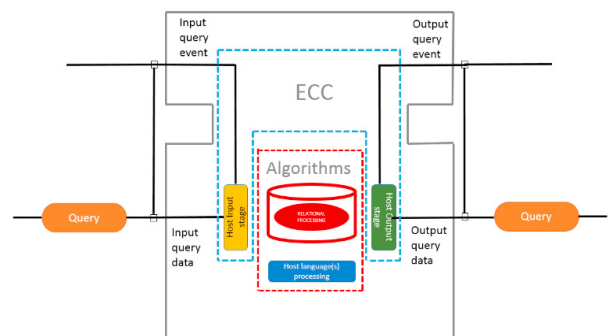 Input
query
event
Output
query
event
ECC
Algorithms
Query
Host Input
stage
RELATIONAL
PROCESSING
Host Output
stage
Query
Input
query
data
Output
query
data
Host language(s)
processing